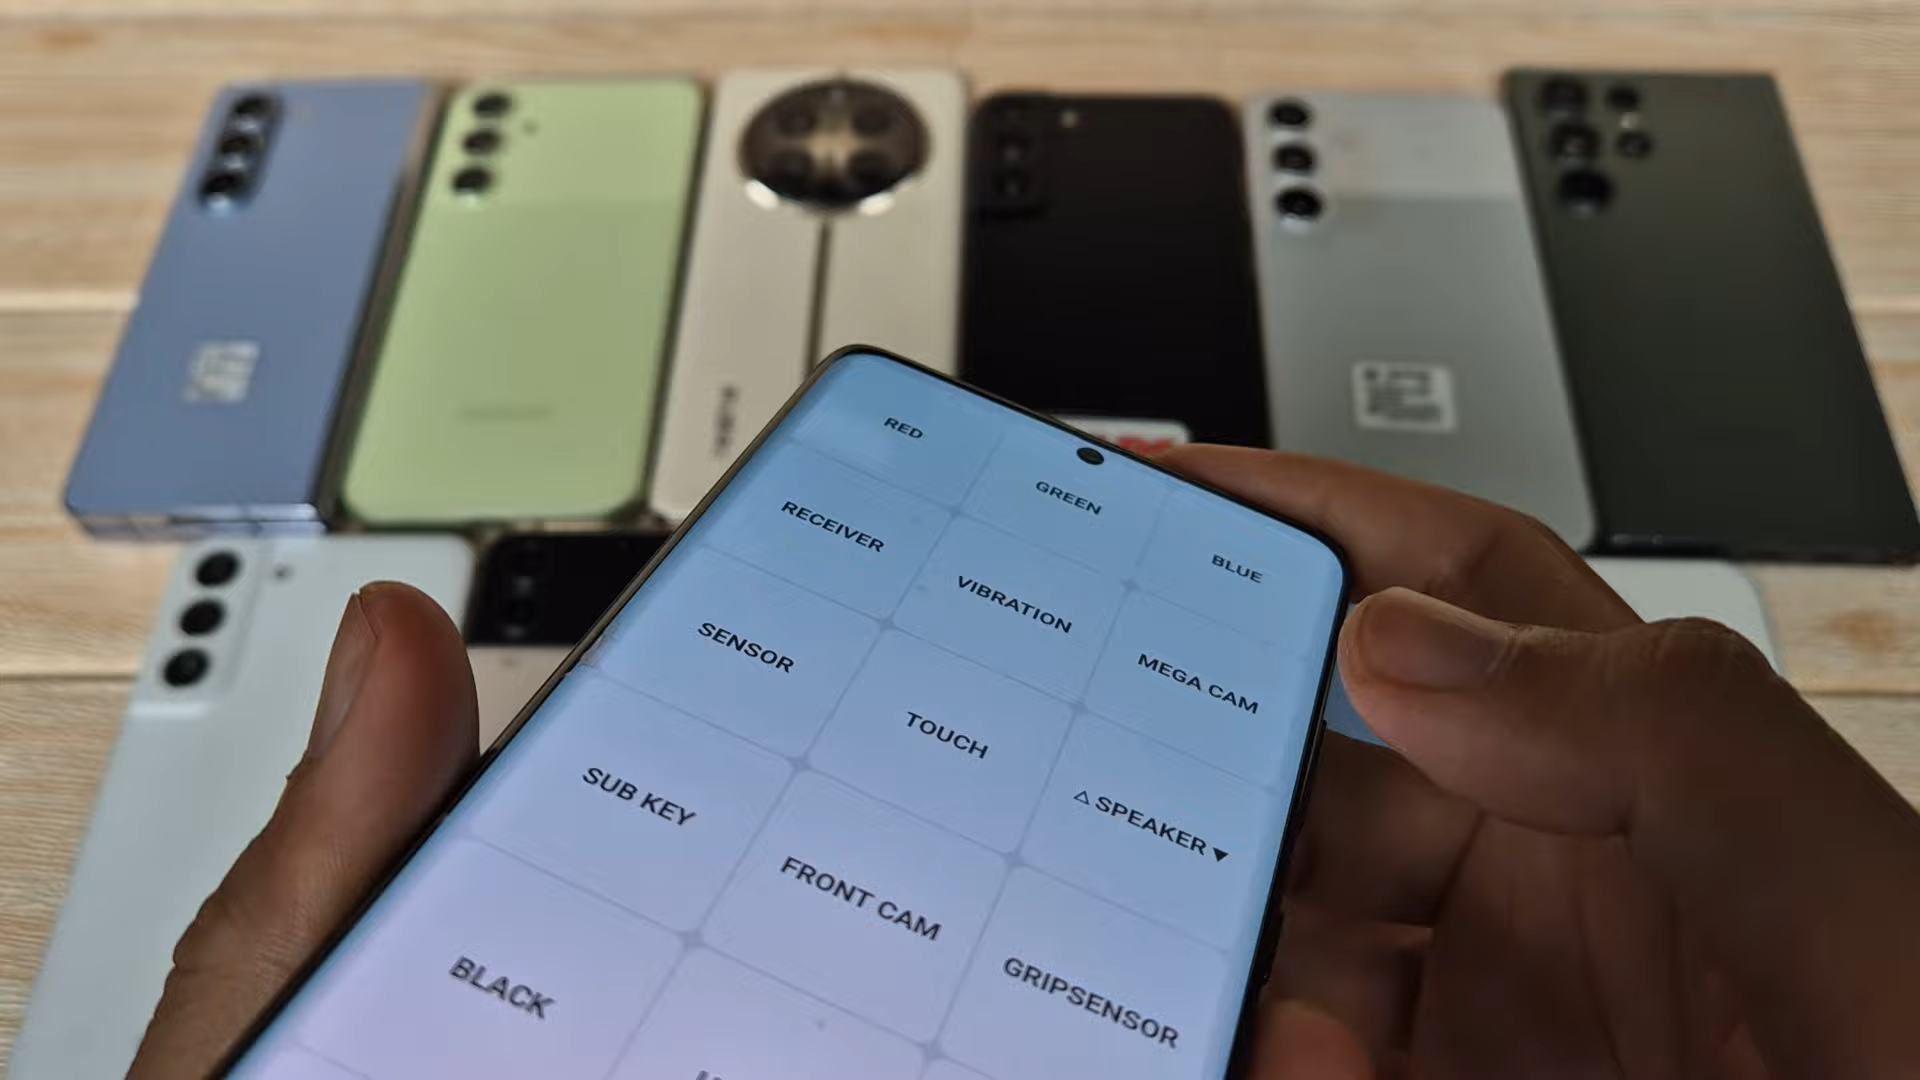 RED
GREEN
BLUE
RECEIVER
VIBRATION
MEGA CAM
SENSOR
TOUCH
△ SPEAKER ▼
SUB KEY
FRONT CAM
GRIPSENSOR
BLACK